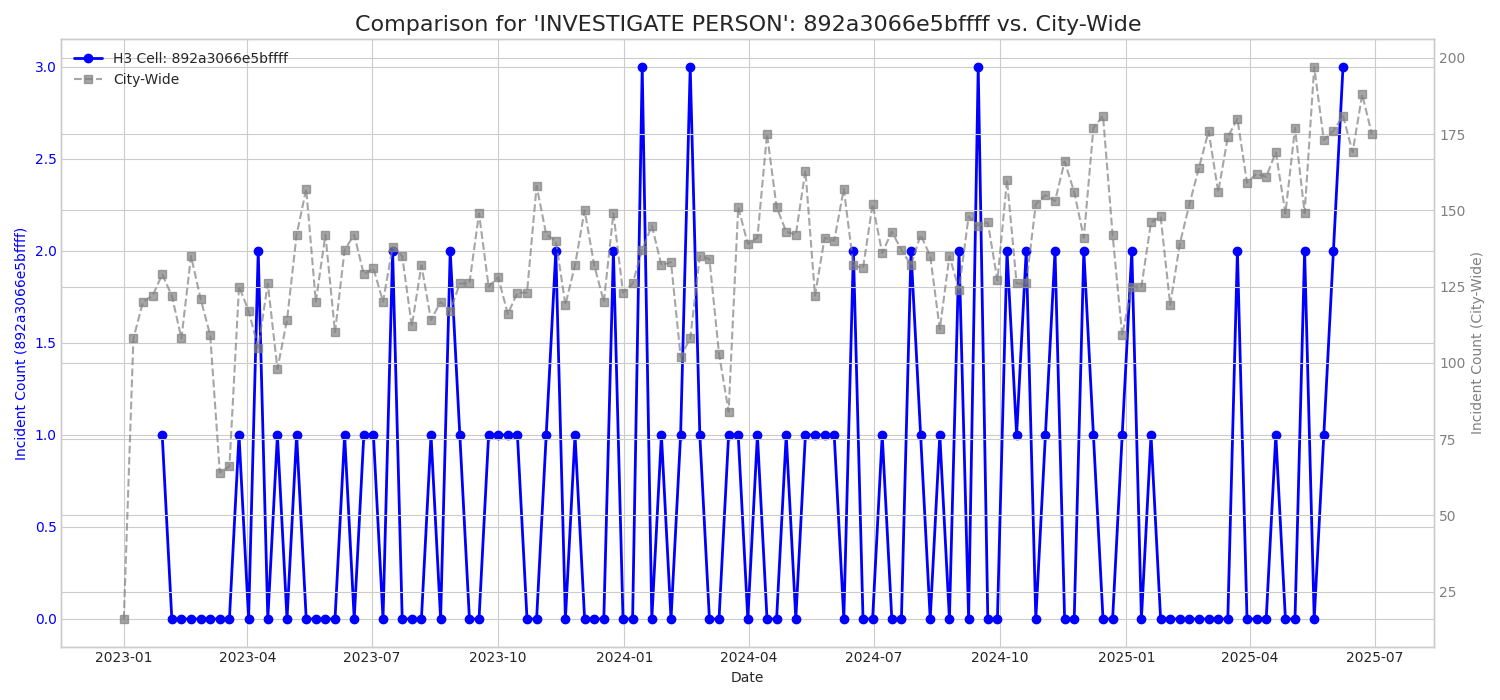 Comparison for 'INVESTIGATE PERSON': 892a3066e5bffff vs. City-Wide
H3 Cell: 892a3066e5bffff
City-Wide
Incident Count (892a3066e5bffff)
3.0
2.5
2.0
1.5
1.0
0.5
0.0
200
175
150
125
100
75
50
25
Incident Count (City-Wide)
2023-01 2023-04 2023-07 2023-10 2024-01 2024-04 2024-07 2024-10 2025-01 2025-04 2025-07
Date